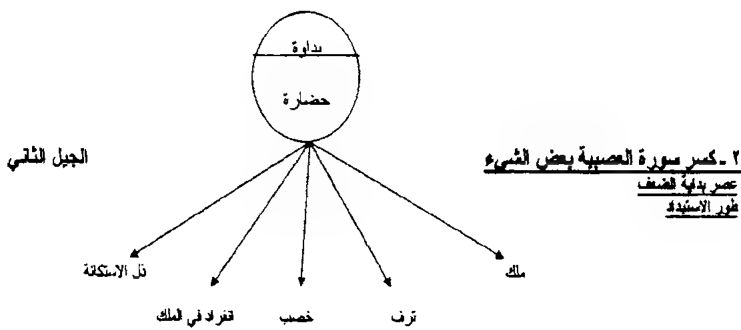 بداوة
حضارة
٢ ـ كسر سورة العصبية بعض الشيء
عصر بداية الضعف
طور الاستبداد
الجيل الثاني
ملك
ترف
خصب
انفراد في الملك
ذل الاستكانة